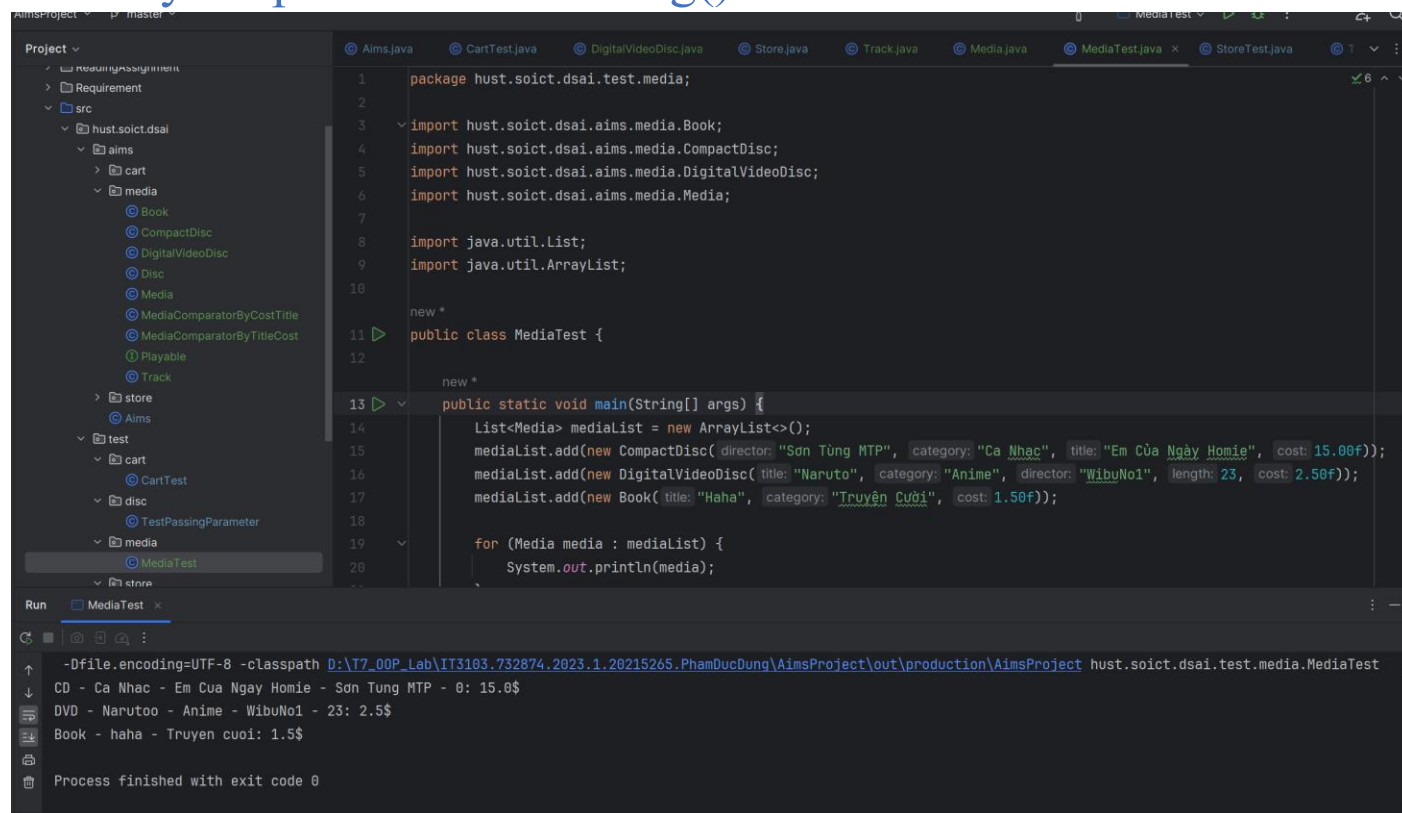 AimsProject master MediaTest
Project
Aims.java CartTest.java DigitalVideoDisc.java Store.java Track.java Media.java MediaTest.java × StoreTest.java T
ReadingAssignment
Requirement
src
hust.soict.dsai
aims
cart
media
Book
CompactDisc
DigitalVideoDisc
Disc
Media
MediaComparatorByCostTitle
MediaComparatorByTitleCost
Playable
Track
store
Aims
test
cart
CartTest
disc
TestPassingParameter
media
MediaTest
store
6
1 package hust.soict.dsai.test.media;
2
3 import hust.soict.dsai.aims.media.Book;
4 import hust.soict.dsai.aims.media.CompactDisc;
5 import hust.soict.dsai.aims.media.DigitalVideoDisc;
6 import hust.soict.dsai.aims.media.Media;
7
8 import java.util.List;
9 import java.util.ArrayList;
10
new *
11 public class MediaTest {
12
new *
13 public static void main(String[] args) {
14 List<Media> mediaList = new ArrayList<>();
15 mediaList.add(new CompactDisc( director: "Sơn Tùng MTP", category: "Ca Nhạc", title: "Em Của Ngày Homie", cost: 15.00f));
16 mediaList.add(new DigitalVideoDisc( title: "Naruto", category: "Anime", director: "WibuNo1", length: 23, cost: 2.50f));
17 mediaList.add(new Book( title: "Haha", category: "Truyện Cười", cost: 1.50f));
18
19 for (Media media : mediaList) {
20 System.out.println(media);
Run MediaTest ×
-Dfile.encoding=UTF-8 -classpath D:\T7_OOP_Lab\IT3103.732874.2023.1.20215265.PhamDucDung\AimsProject\out\production\AimsProject hust.soict.dsai.test.media.MediaTest
CD - Ca Nhac - Em Cua Ngay Homie - Sơn Tung MTP - 0: 15.0$
DVD - Narutoo - Anime - WibuNo1 - 23: 2.5$
Book - haha - Truyen cuoi: 1.5$
Process finished with exit code 0